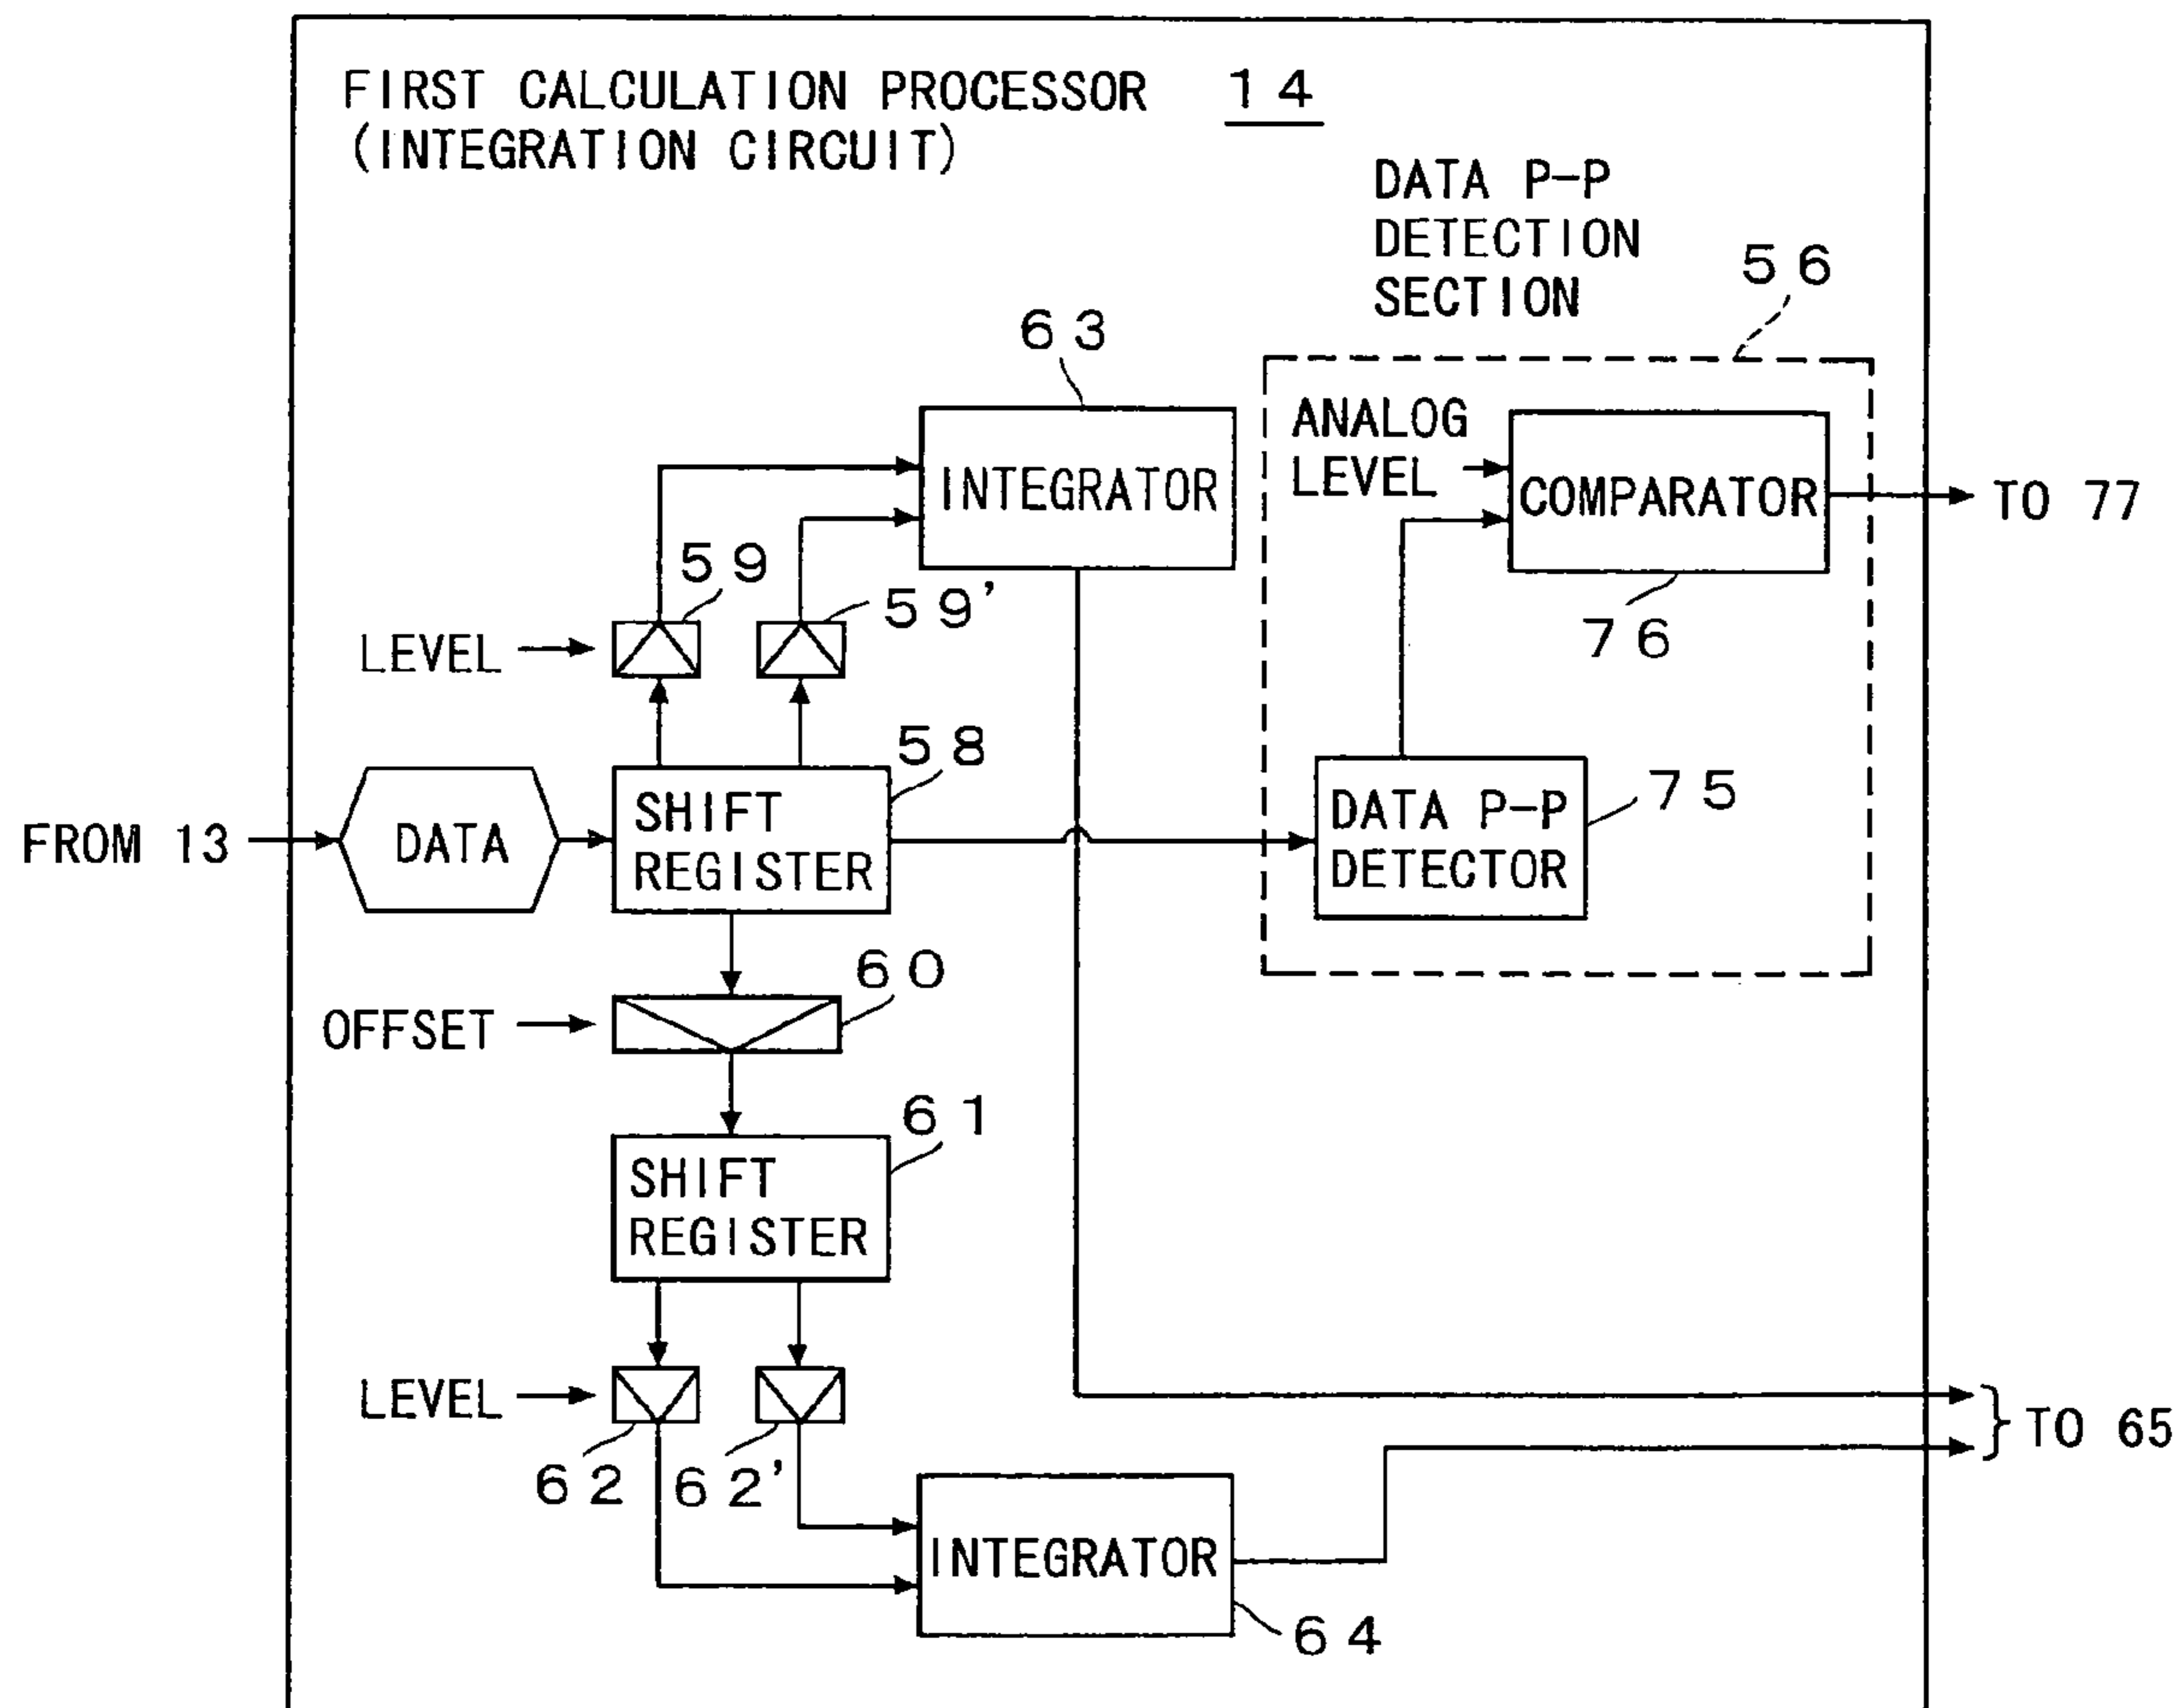 FIRST CALCULATION PROCESSOR 14
(INTEGRATION CIRCUIT)
DATA P-P
DETECTION
SECTION
56
63
ANALOG
LEVEL
INTEGRATOR
COMPARATOR
TO 77
59
59'
76
LEVEL
58
75
FROM 13
DATA
SHIFT
REGISTER
DATA P-P
DETECTOR
60
OFFSET
61
SHIFT
REGISTER
LEVEL
62
62'
TO 65
INTEGRATOR
64